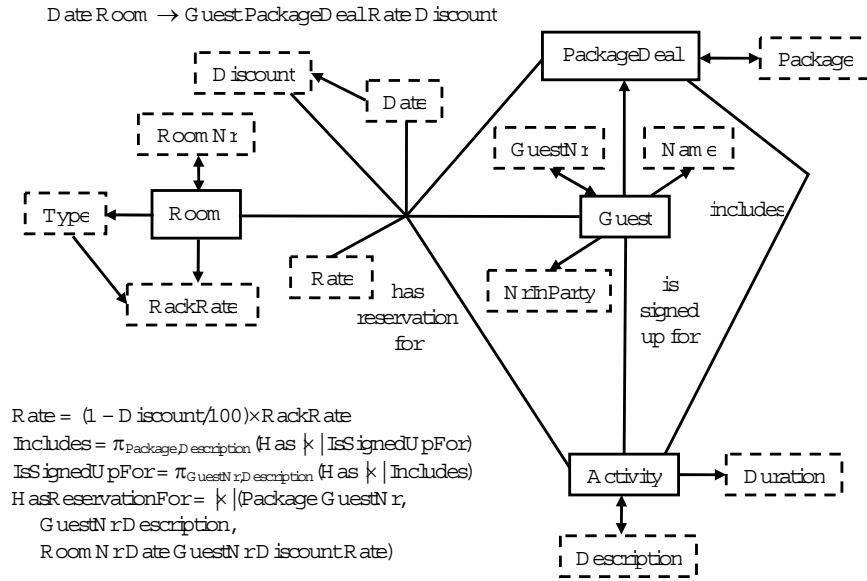 Date Room → Guest PackageDeal Rate Discount
PackageDeal
Package
Discount
Date
RoomNr
GuestNr
Name
Type
Room
Guest
includes
Rate
RackRate
NrInParty
has
reservation
for
is
signed
up for
Rate = (1 – Discount/100)×RackRate
Includes = πPackage,Description(Has |×| IsSignedUpFor)
IsSignedUpFor = πGuestNr,Description(Has |×| Includes)
HasReservationFor = |×| (Package GuestNr,
GuestNr Description,
RoomNr Date GuestNr Discount Rate)
Activity
Duration
Description